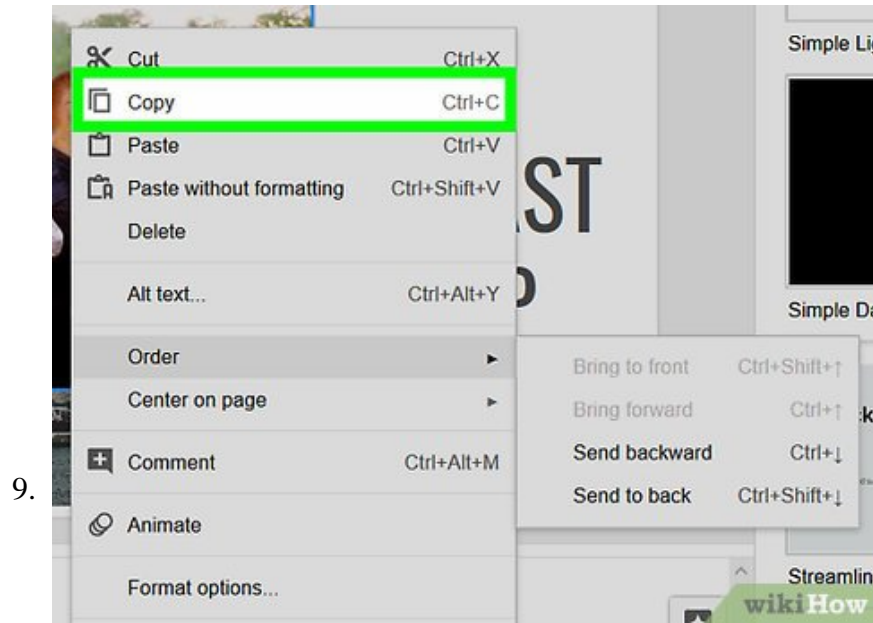 Cut Ctrl+X
Copy Ctrl+C
Paste Ctrl+V
Paste without formatting Ctrl+Shift+V
Delete
Alt text... Ctrl+Alt+Y
Order ►
Center on page ►
Comment Ctrl+Alt+M
Animate
Format options...
Bring to front Ctrl+Shift+↑
Bring forward Ctrl+↑
Send backward Ctrl+↓
Send to back Ctrl+Shift+↓
ST
Simple Li
Simple Da
Streamlin
9.
wikiHow